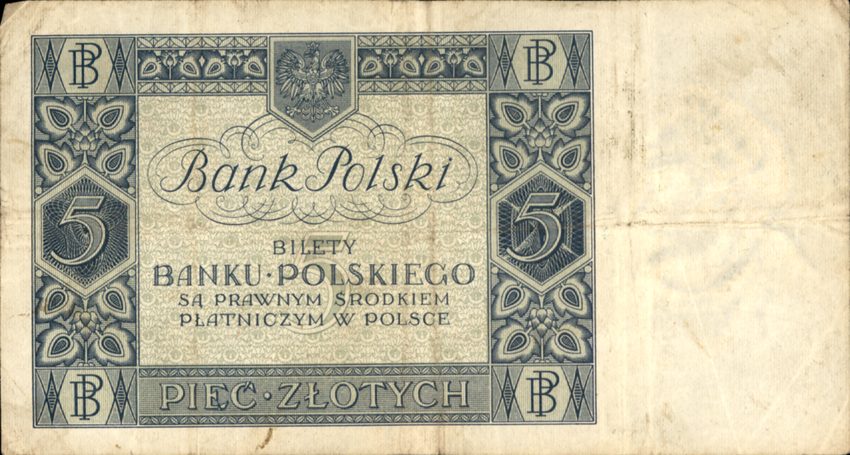 BP BP
Bank Polski
5 5
BILETY
BANKU·POLSKIEGO
SĄ PRAWNYM ŚRODKIEM
PŁATNICZYM W POLSCE
BP PIĘĆ·ZŁOTYCH BP